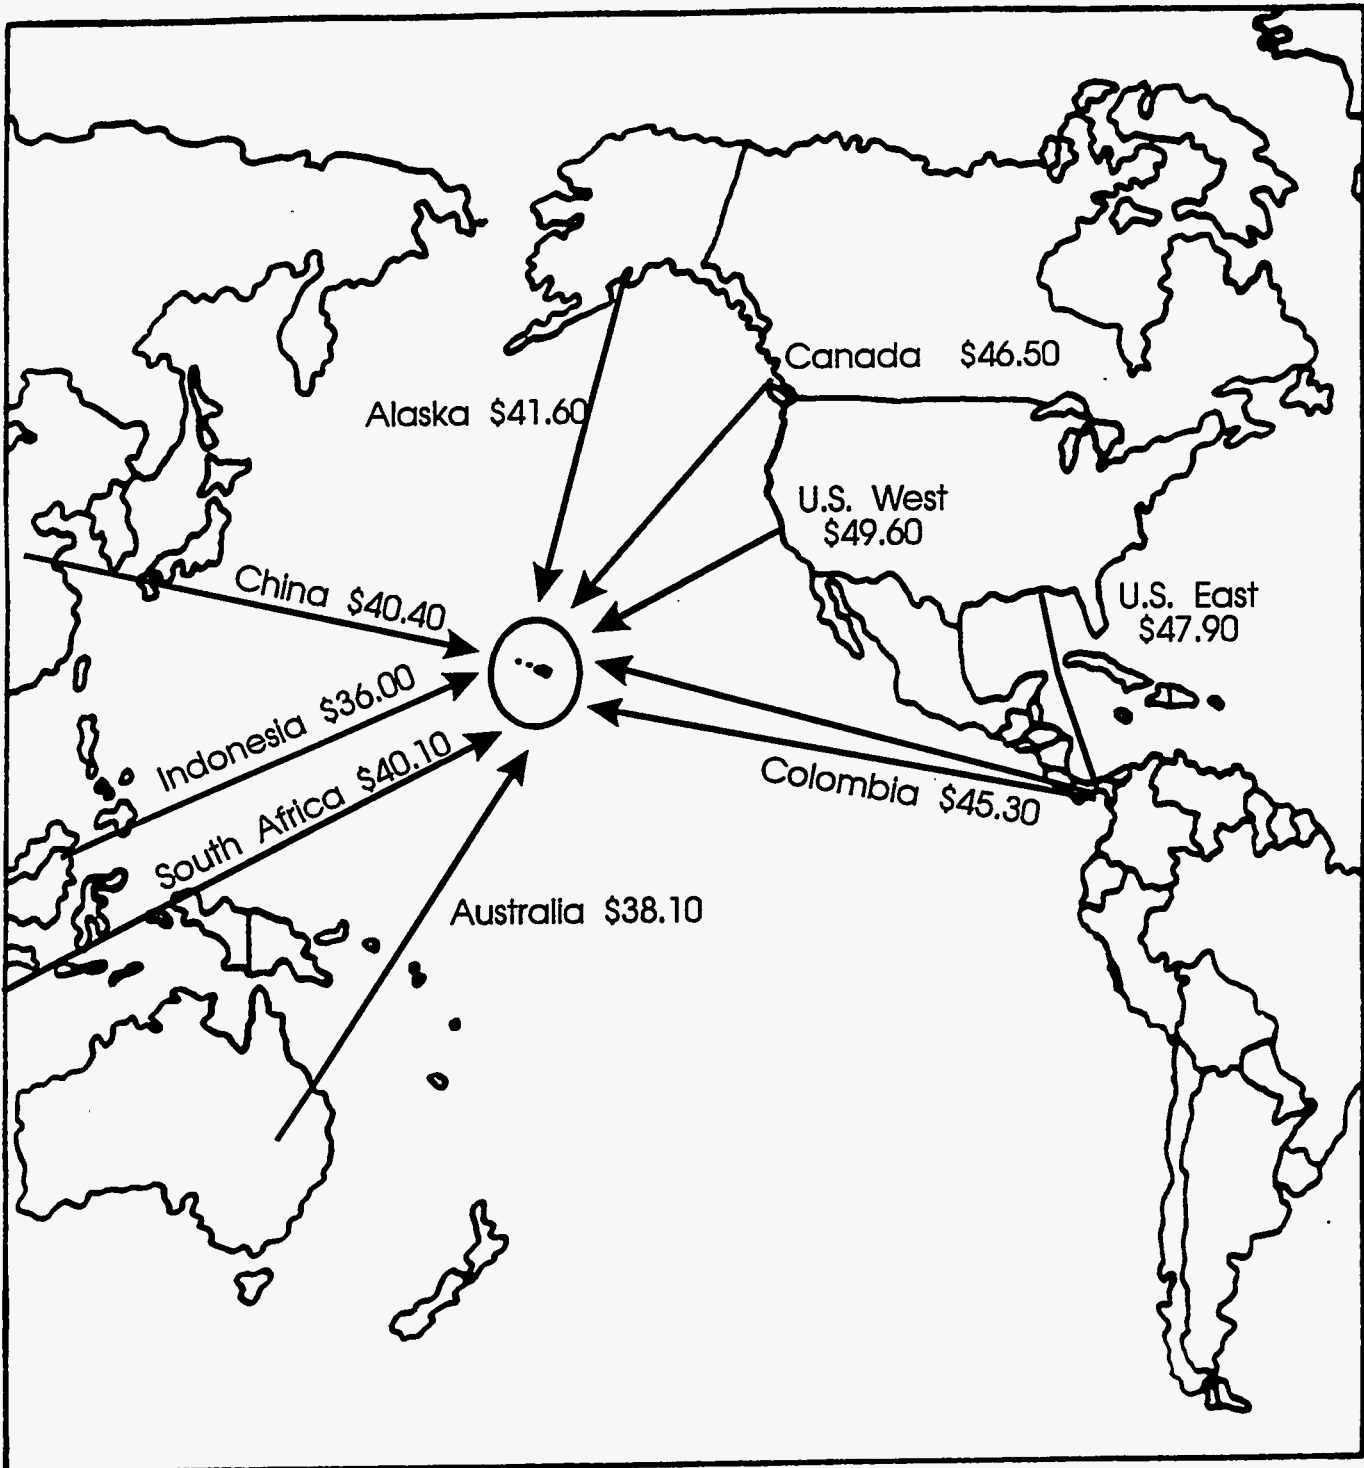 Canada $46.50
Alaska $41.60
U.S. West
$49.60
China $40.40
U.S. East
$47.90
Indonesia $36.00
South Africa $40.10
Colombia $45.30
Australia $38.10